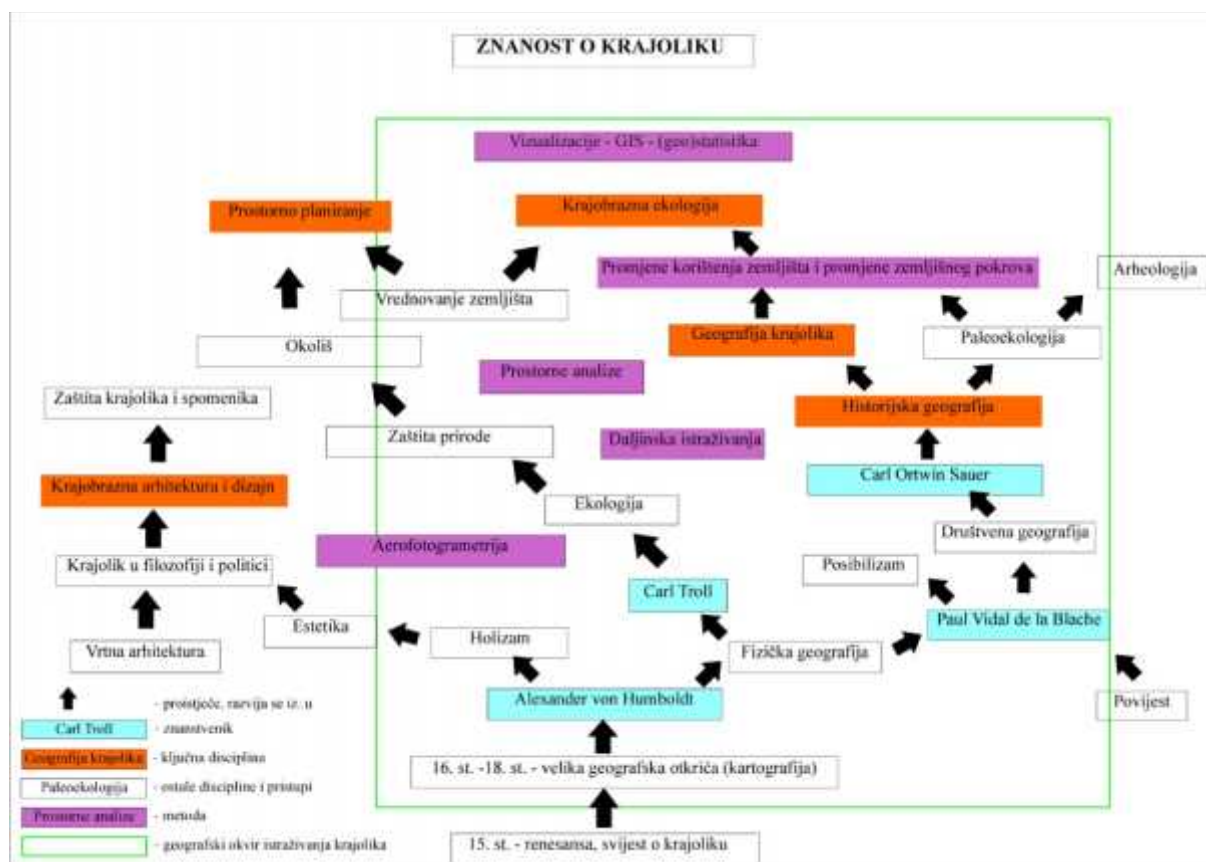 ZNANOST O KRAJOLIKU
Vizualizacije - GIS - (geo)statistika
Prostorno planiranje
Krajobrazna ekologija
Promjene korištenja zemljišta i promjene zemljišnog pokrova
Arheologija
Vrednovanje zemljišta
Okoliš
Geografija krajolika
Paleoekologija
Prostorne analize
Zaštita krajolika i spomenika
Historijska geografija
Zaštita prirode
Daljinska istraživanja
Krajobrazna arhitektura i dizajn
Carl Ortwin Sauer
Ekologija
Društvena geografija
Aerofotogrametrija
Krajolik u filozofiji i politici
Posibilizam
Carl Troll
Estetika
Paul Vidal de la Blache
Holizam
Vrtna arhitektura
Fizička geografija
Alexander von Humboldt
Povijest
- proistječe, razvija se iz, u
Carl Troll - znanstvenik
Geografija krajolika - ključna disciplina
16. st. -18. st. - velika geografska otkrića (kartografija)
Paleoekologija - ostale discipline i pristupi
Prostorne analize - metoda
15. st. - renesansa, svijest o krajoliku
- geografski okvir istraživanja krajolika